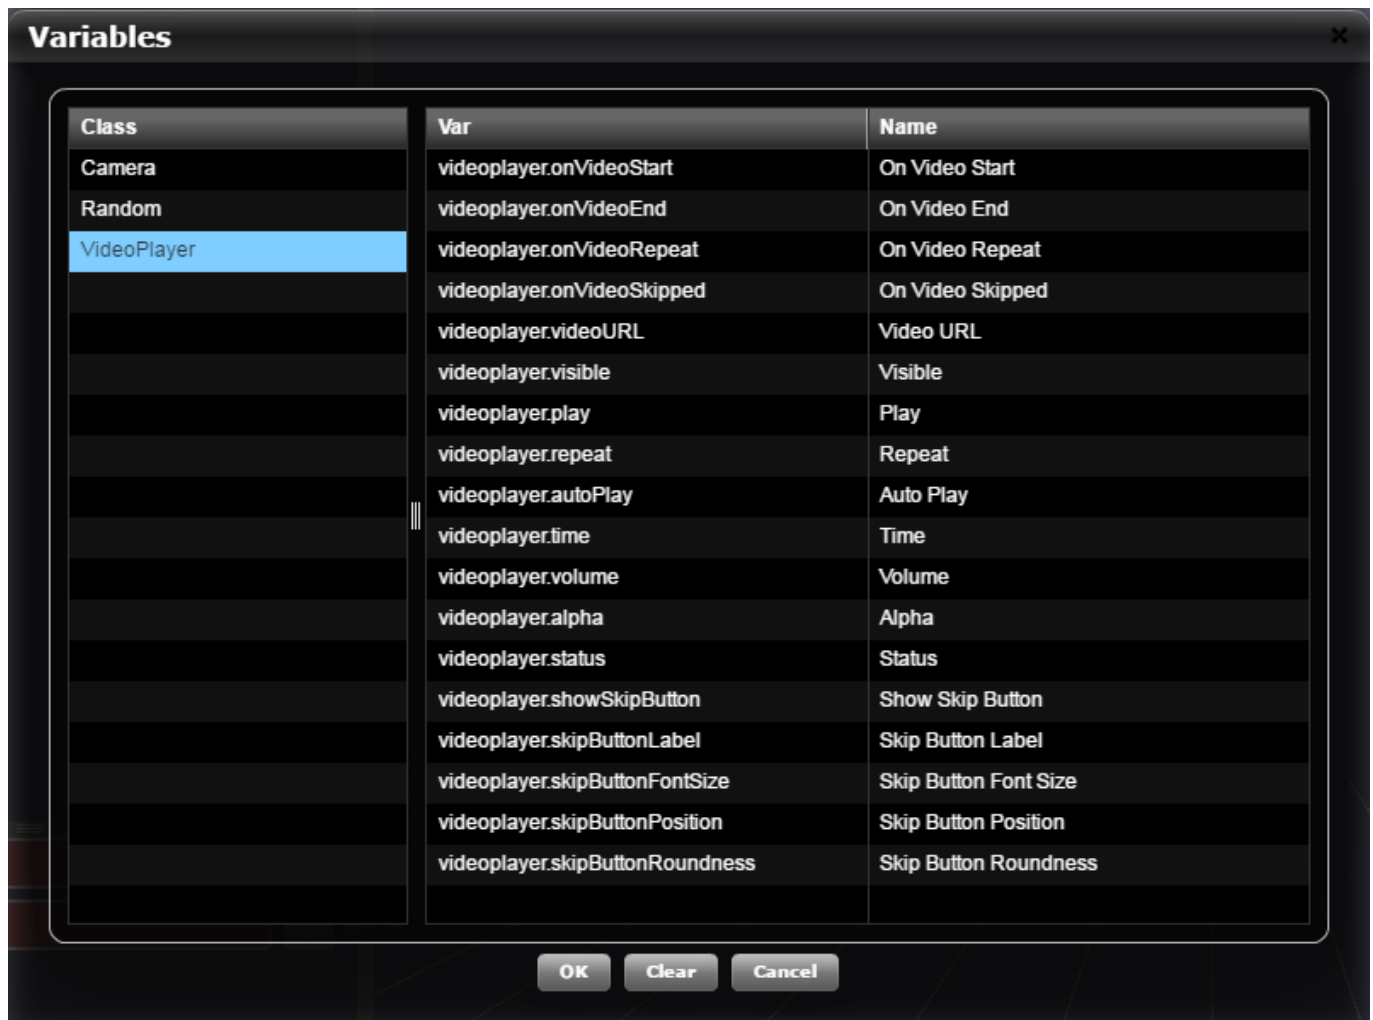 Variables
Class Var Name
Camera videoplayer.onVideoStart On Video Start
Random videoplayer.onVideoEnd On Video End
VideoPlayer videoplayer.onVideoRepeat On Video Repeat
videoplayer.onVideoSkipped On Video Skipped
videoplayer.videoURL Video URL
videoplayer.visible Visible
videoplayer.play Play
videoplayer.repeat Repeat
videoplayer.autoPlay Auto Play
videoplayer.time Time
videoplayer.volume Volume
videoplayer.alpha Alpha
videoplayer.status Status
videoplayer.showSkipButton Show Skip Button
videoplayer.skipButtonLabel Skip Button Label
videoplayer.skipButtonFontSize Skip Button Font Size
videoplayer.skipButtonPosition Skip Button Position
videoplayer.skipButtonRoundness Skip Button Roundness
OK Clear Cancel